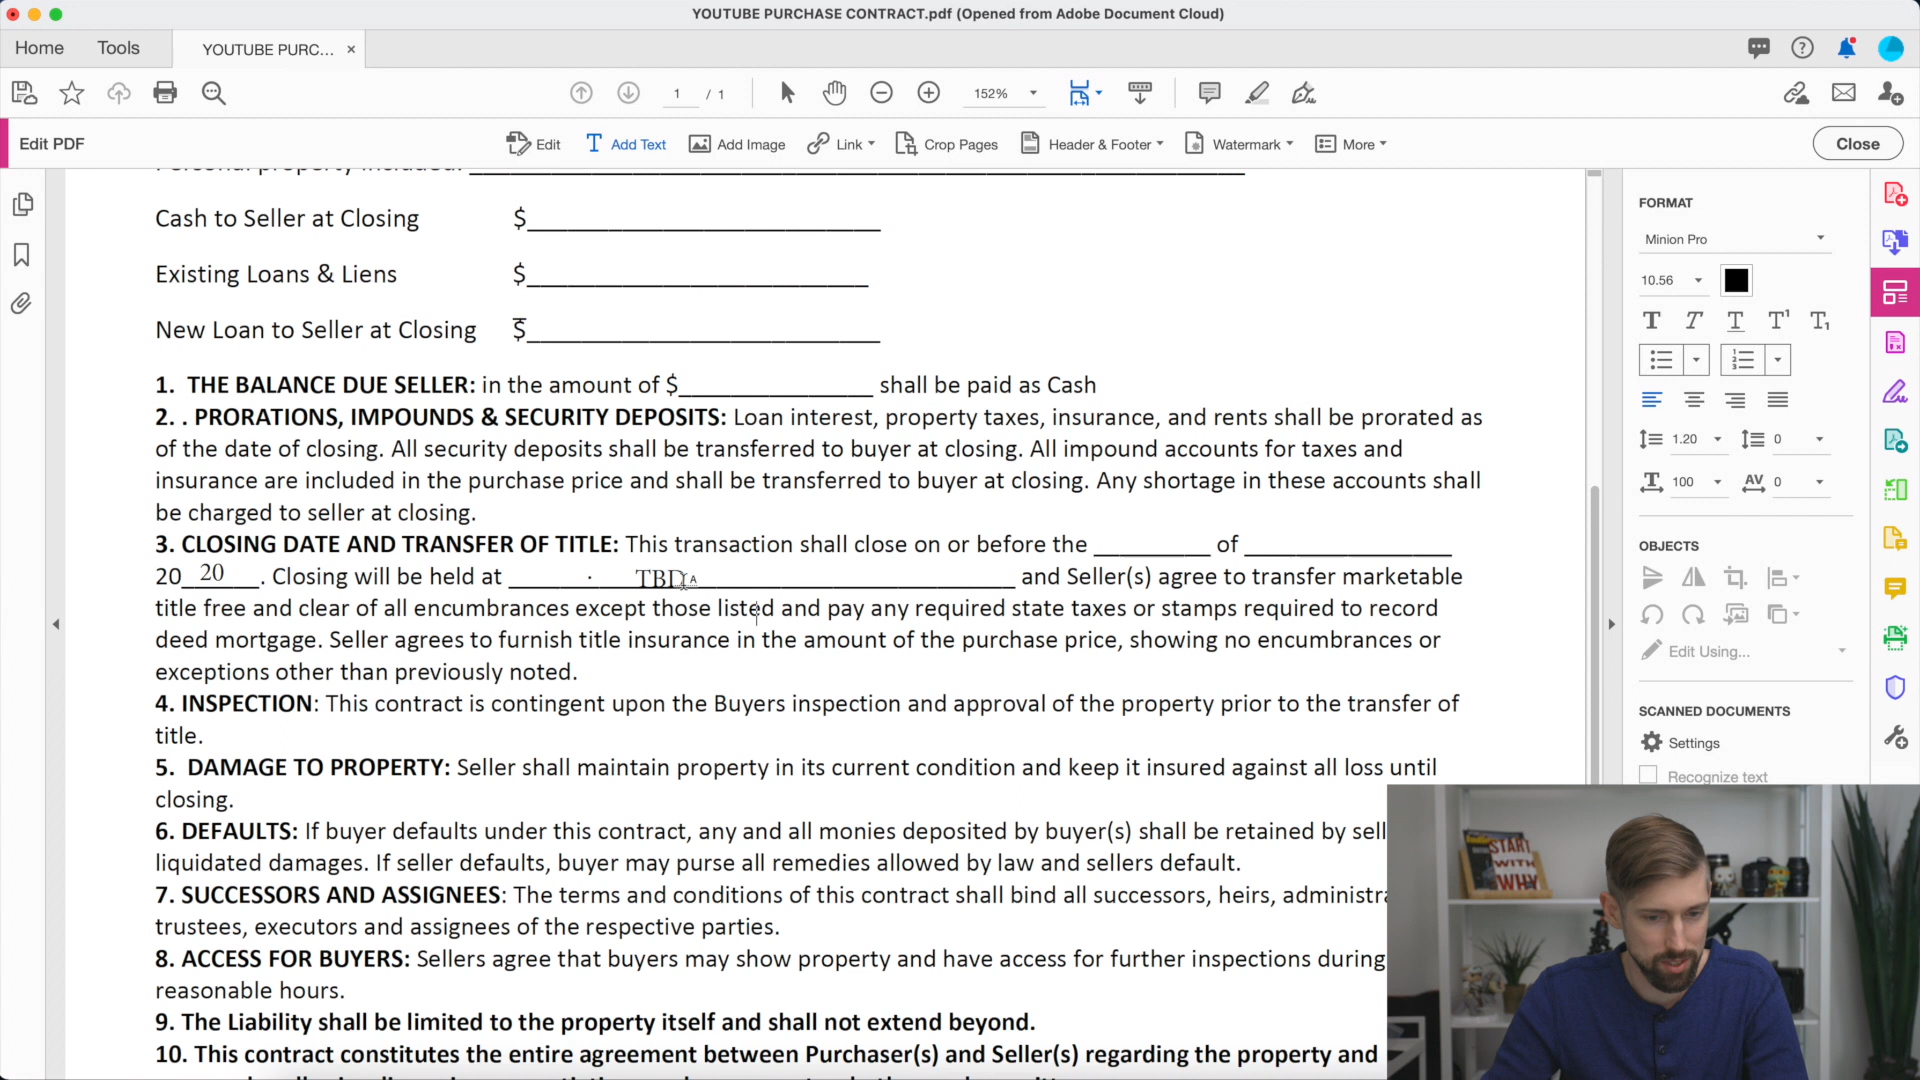 YOUTUBE PURCHASE CONTRACT.pdf (Opened from Adobe Document Cloud)
Home Tools YOUTUBE PURC... ×
1 / 1 152%
Edit PDF Edit Add Text Add Image Link Crop Pages Header & Footer Watermark More Close
Personal property included:
Cash to Seller at Closing $__________________________
Existing Loans & Liens $_________________________
New Loan to Seller at Closing $__________________________
1. THE BALANCE DUE SELLER: in the amount of $_______________ shall be paid as Cash
2. . PRORATIONS, IMPOUNDS & SECURITY DEPOSITS: Loan interest, property taxes, insurance, and rents shall be prorated as
of the date of closing. All security deposits shall be transferred to buyer at closing. All impound accounts for taxes and
insurance are included in the purchase price and shall be transferred to buyer at closing. Any shortage in these accounts shall
be charged to seller at closing.
3. CLOSING DATE AND TRANSFER OF TITLE: This transaction shall close on or before the _________ of ________________
20 20 . Closing will be held at ______ . TBD ______ and Seller(s) agree to transfer marketable
title free and clear of all encumbrances except those listed and pay any required state taxes or stamps required to record
deed mortgage. Seller agrees to furnish title insurance in the amount of the purchase price, showing no encumbrances or
exceptions other than previously noted.
4. INSPECTION: This contract is contingent upon the Buyers inspection and approval of the property prior to the transfer of
title.
5. DAMAGE TO PROPERTY: Seller shall maintain property in its current condition and keep it insured against all loss until
closing.
6. DEFAULTS: If buyer defaults under this contract, any and all monies deposited by buyer(s) shall be retained by sell
liquidated damages. If seller defaults, buyer may purse all remedies allowed by law and sellers default.
7. SUCCESSORS AND ASSIGNEES: The terms and conditions of this contract shall bind all successors, heirs, administra
trustees, executors and assignees of the respective parties.
8. ACCESS FOR BUYERS: Sellers agree that buyers may show property and have access for further inspections during
reasonable hours.
9. The Liability shall be limited to the property itself and shall not extend beyond.
10. This contract constitutes the entire agreement between Purchaser(s) and Seller(s) regarding the property and
FORMAT
Minion Pro
10.56
1.20 0
100 AV 0
OBJECTS
Edit Using...
SCANNED DOCUMENTS
Settings
Recognize text
START
WITH
WHY